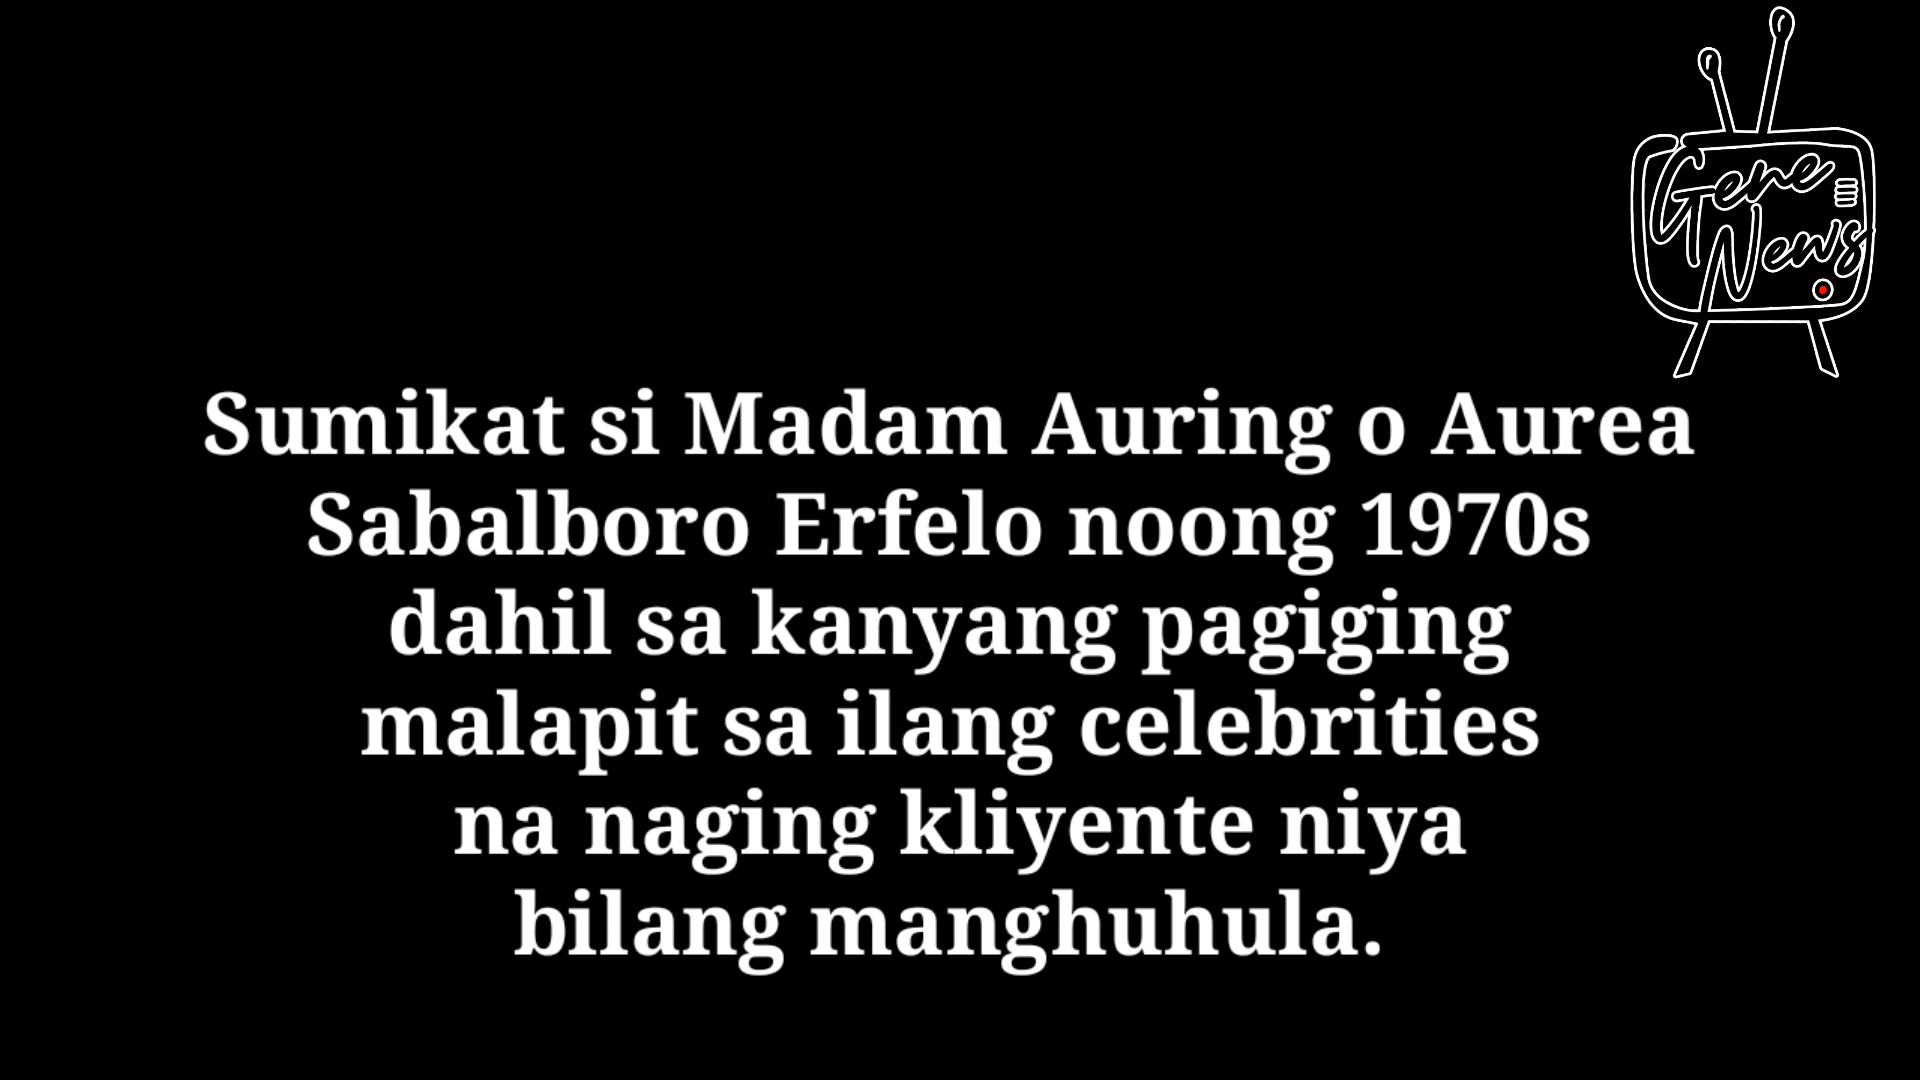 Gene
News
Sumikat si Madam Auring o Aurea
Sabalboro Erfelo noong 1970s
dahil sa kanyang pagiging
malapit sa ilang celebrities
na naging kliyente niya
bilang manghuhula.